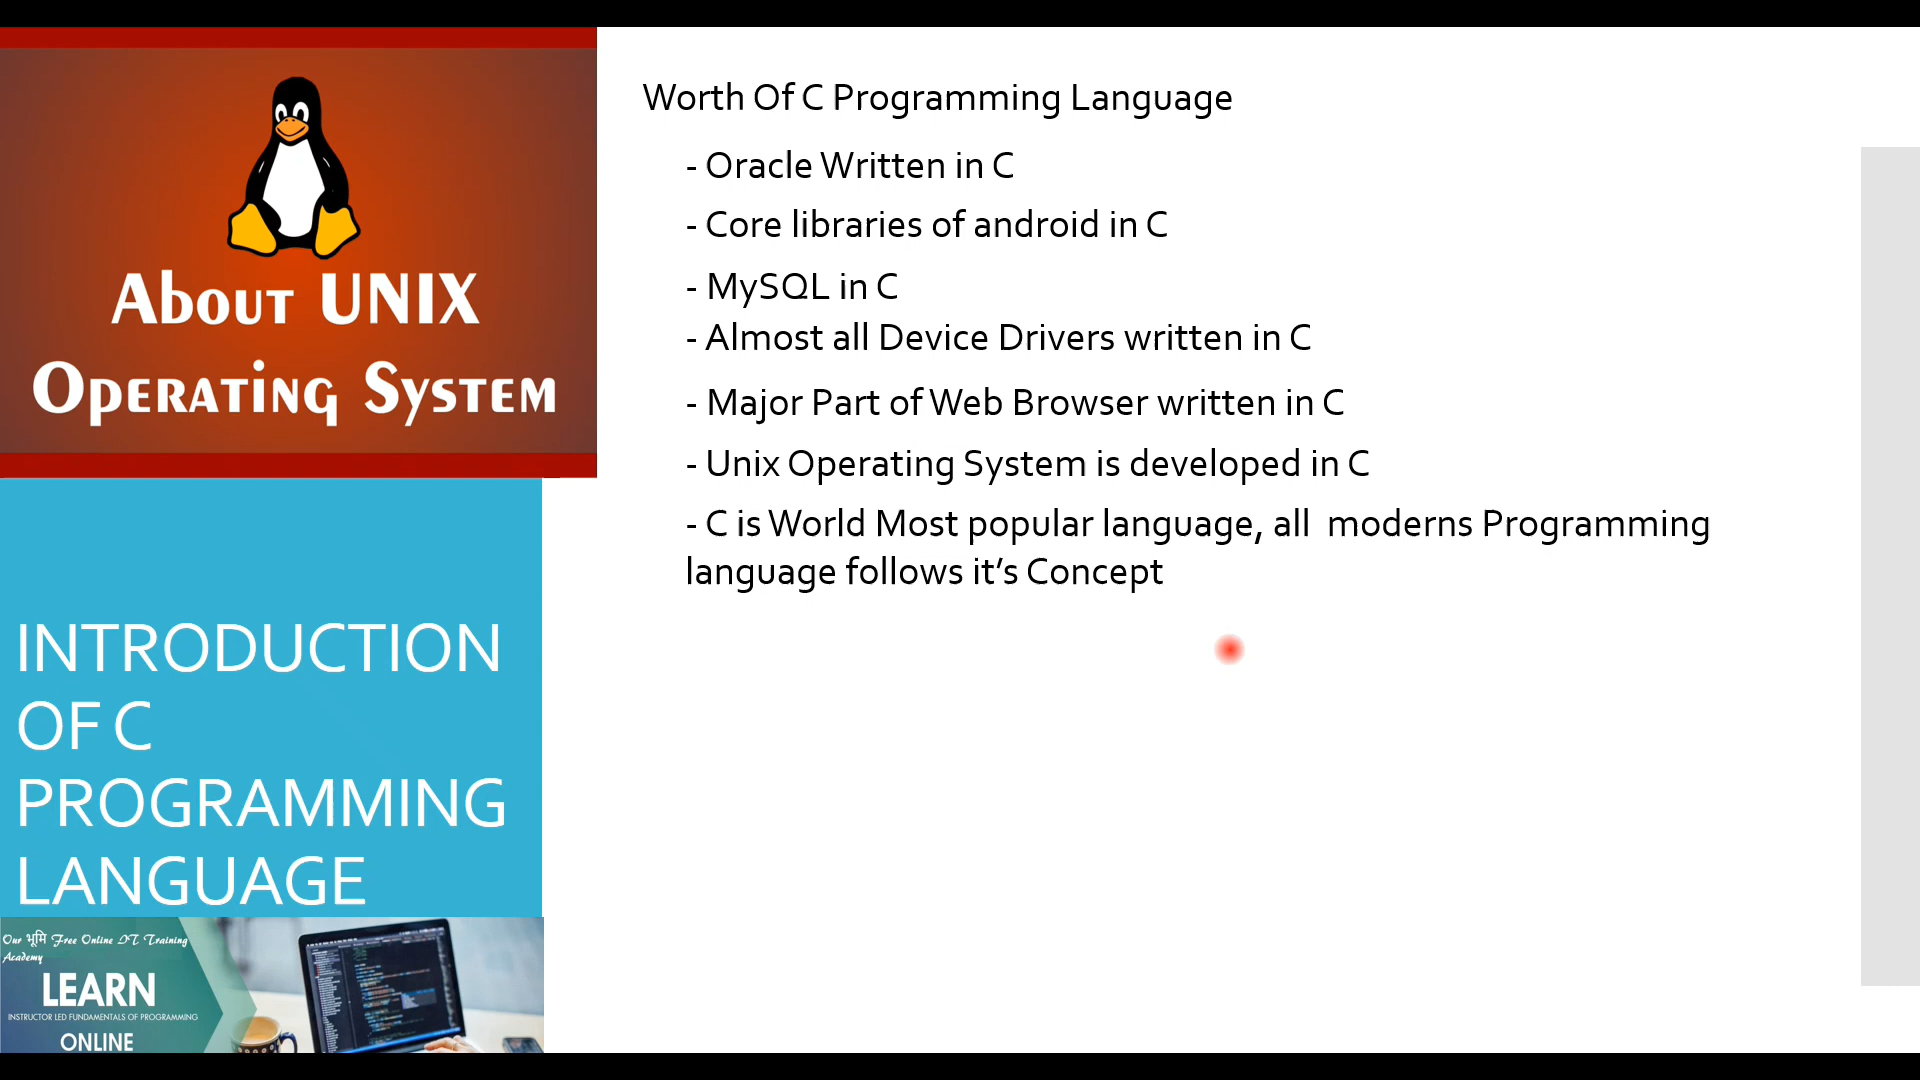 About UNIX
Operating System
INTRODUCTION
OF C
PROGRAMMING
LANGUAGE
Our भूमि Free Online IT Training
Academy
LEARN
INSTRUCTOR LED FUNDAMENTALS OF PROGRAMMING
ONLINE
Worth Of C Programming Language
- Oracle Written in C
- Core libraries of android in C
- MySQL in C
- Almost all Device Drivers written in C
- Major Part of Web Browser written in C
- Unix Operating System is developed in C
- C is World Most popular language, all moderns Programming
language follows it’s Concept